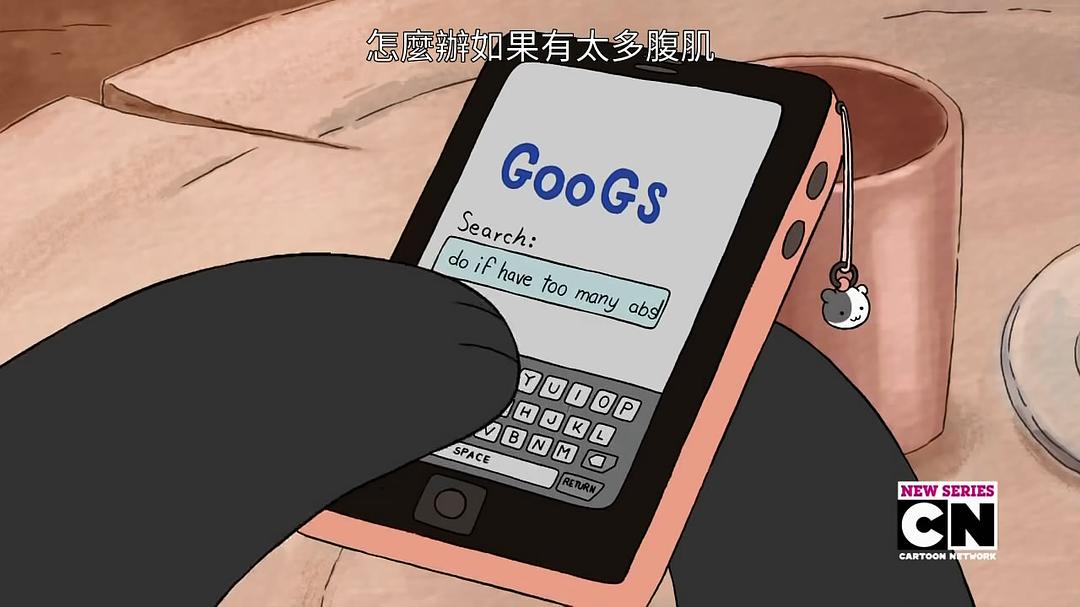 怎麼辦如果有太多腹肌
GooGs
Search:
do if have too many abs
Y U I O P
H J K L
V B N M
SPACE
RETURN
NEW SERIES
CN
CARTOON NETWORK